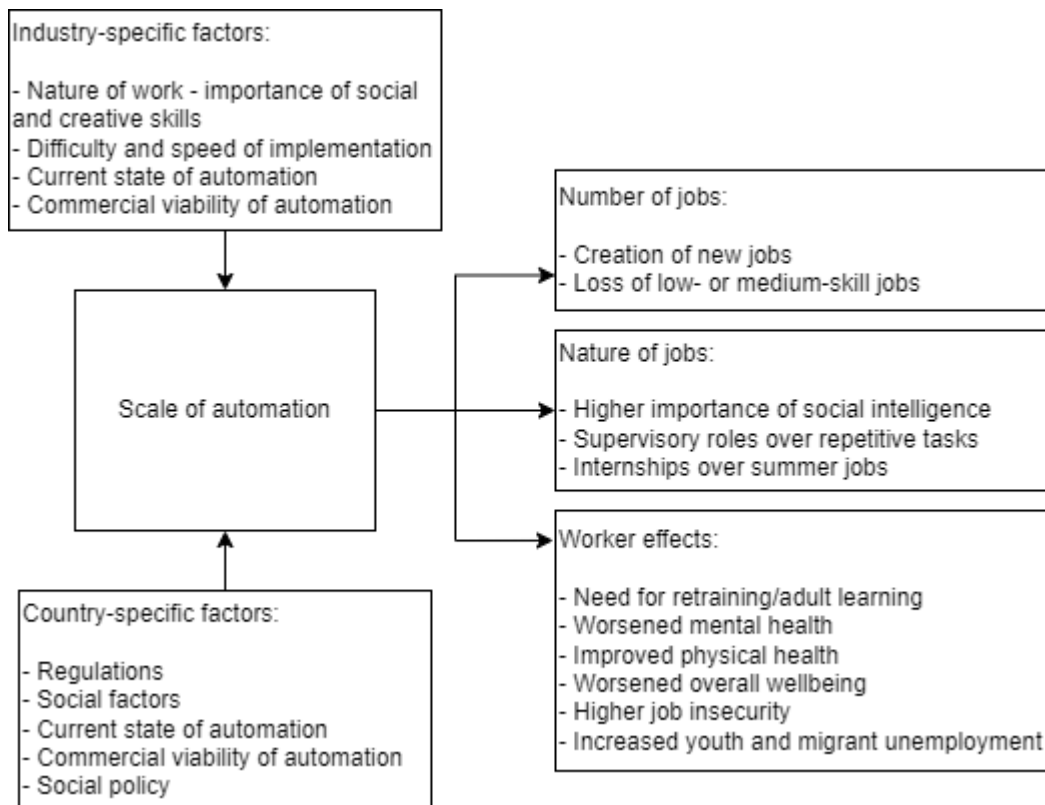 Industry-specific factors:
- Nature of work - importance of social
and creative skills
- Difficulty and speed of implementation
- Current state of automation
- Commercial viability of automation
Scale of automation
Country-specific factors:
- Regulations
- Social factors
- Current state of automation
- Commercial viability of automation
- Social policy
Number of jobs:
- Creation of new jobs
- Loss of low- or medium-skill jobs
Nature of jobs:
- Higher importance of social intelligence
- Supervisory roles over repetitive tasks
- Internships over summer jobs
Worker effects:
- Need for retraining/adult learning
- Worsened mental health
- Improved physical health
- Worsened overall wellbeing
- Higher job insecurity
- Increased youth and migrant unemployment